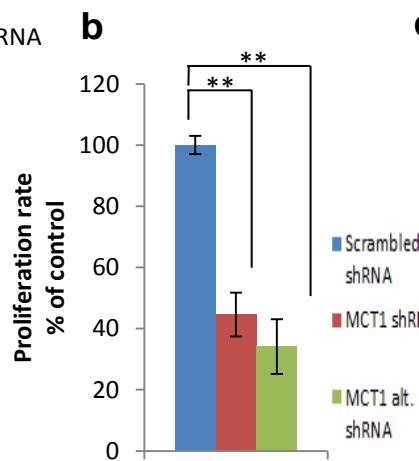 RNA
b
**
**
120
100
80
60
40
20
0
Proliferation rate
% of control
Scrambled
shRNA
MCT1 shR
MCT1 alt.
shRNA